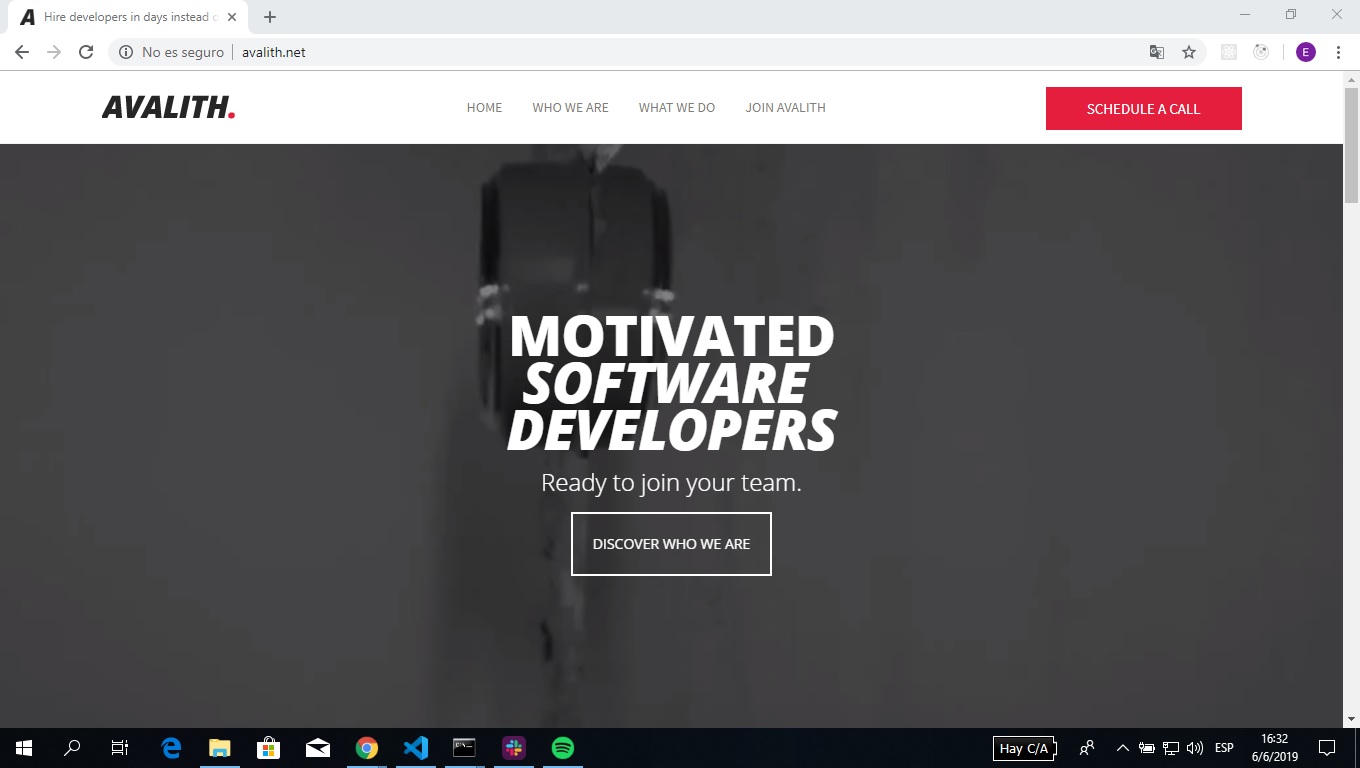 Hire developers in days instead
No es seguro
avalith.net
E
AVALITH.
HOME
WHO WE ARE
WHAT WE DO
JOIN AVALITH
SCHEDULE A CALL
MOTIVATED
SOFTWARE
DEVELOPERS
Ready to join your team.
DISCOVER WHO WE ARE
Hay C/A
ESP
16:32
6/6/2019